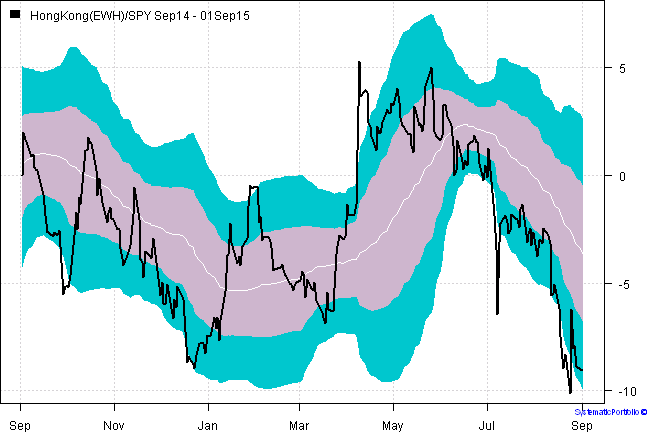 HongKong(EWH)/SPY Sep14 - 01Sep15
5
0
-5
-10
Sep Nov Jan Mar May Jul Sep
SystematicPortfolio ©